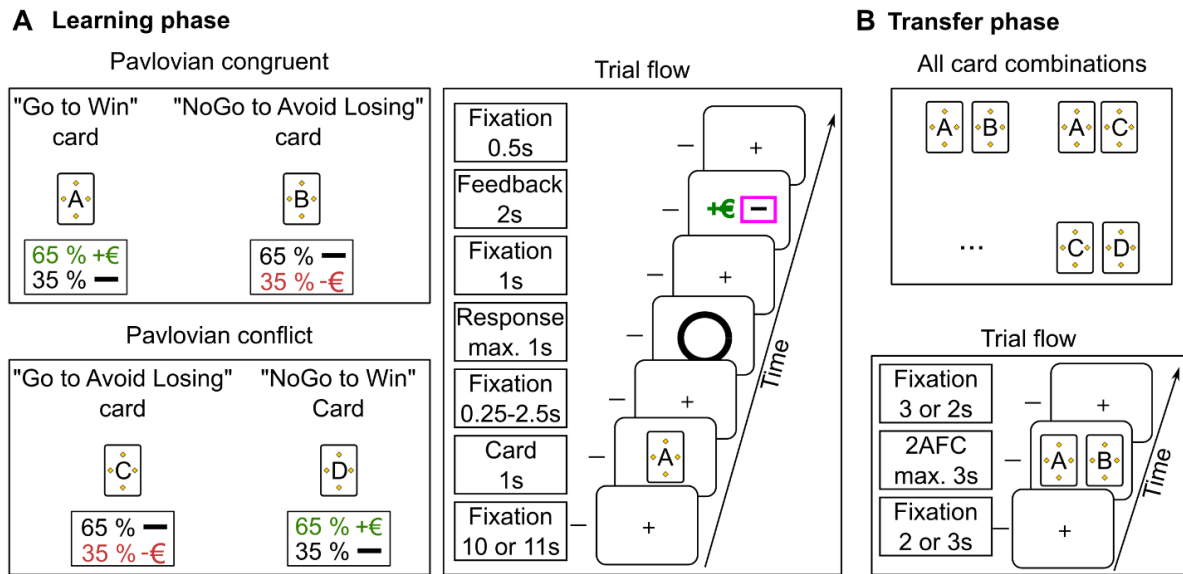 A Learning phase
Pavlovian congruent
"Go to Win"
card
A
65 % +€
35 % —
"NoGo to Avoid Losing"
card
B
65 % —
35 % -€
Pavlovian conflict
"Go to Avoid Losing"
card
C
65 % —
35 % -€
"NoGo to Win"
Card
D
65 % +€
35 % —
Trial flow
Fixation
0.5s
Feedback
2s
Fixation
1s
Response
max. 1s
Fixation
0.25-2.5s
Card
1s
Fixation
10 or 11s
+
+€ —
+
+
A
+
Time
B Transfer phase
All card combinations
A B A C
... C D
Trial flow
Fixation
3 or 2s
2AFC
max. 3s
Fixation
2 or 3s
+
A B
+
Time